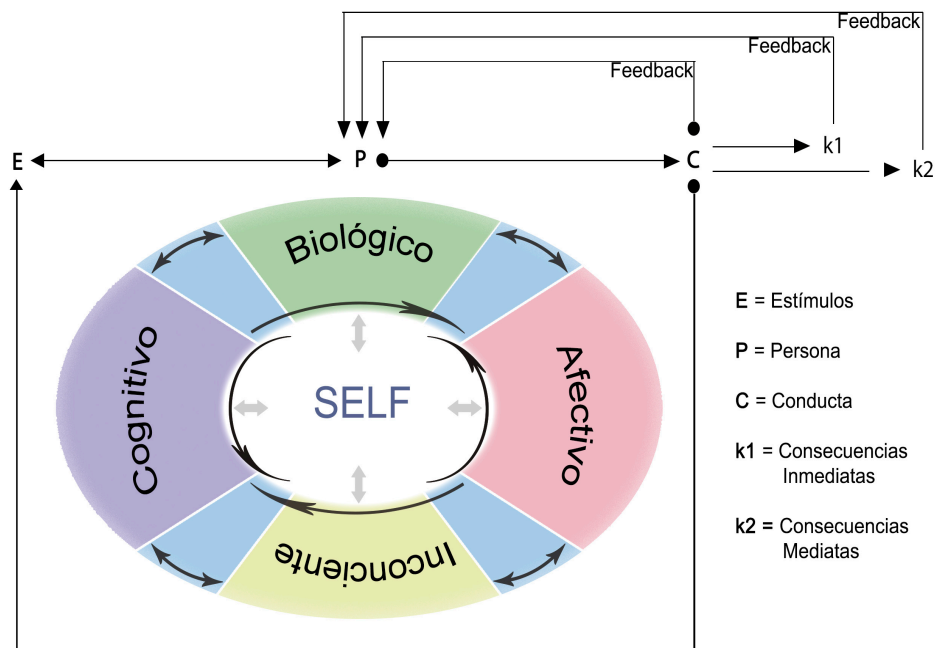 Feedback
Feedback
Feedback
E
P
C
k1
k2
Biológico
Cognitivo
SELF
Afectivo
Inconciente
E = Estímulos
P = Persona
C = Conducta
k1 = Consecuencias
Inmediatas
k2 = Consecuencias
Mediatas